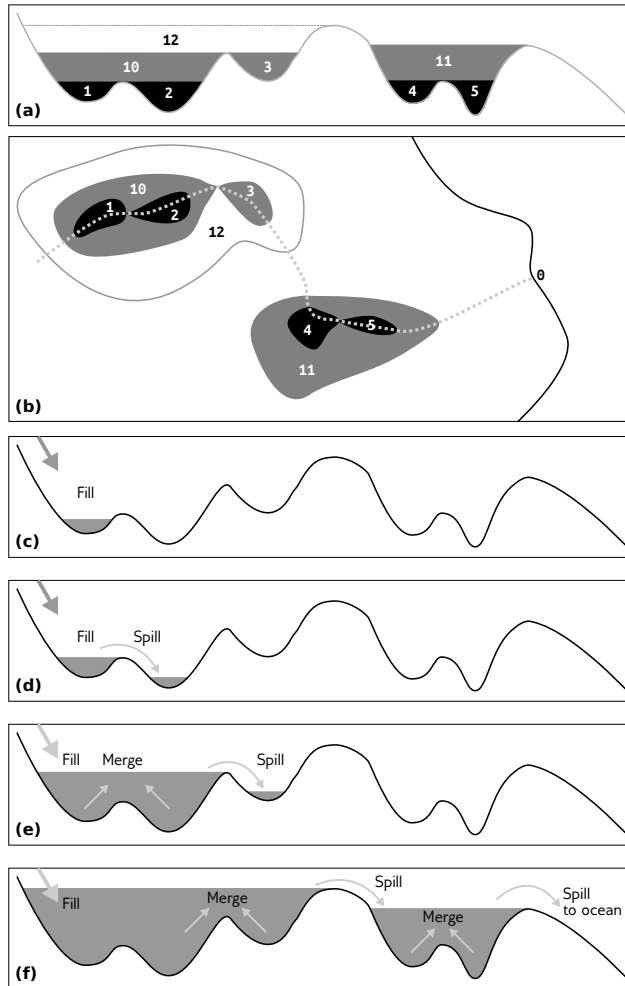 12
10
11
3
1
2
4
5
(a)
1
10
3
2
12
0
4
5
11
(b)
Fill
(c)
Fill Spill
(d)
Fill Merge Spill
(e)
Fill
Merge
Spill
Merge
Spill
to ocean
(f)